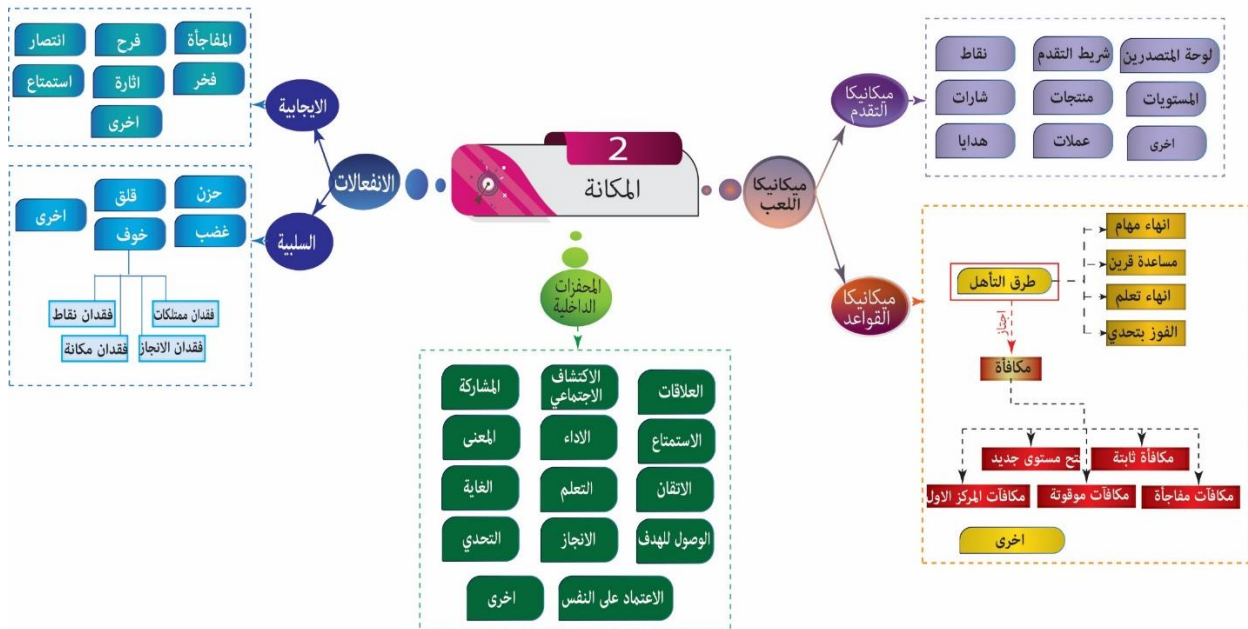 2
المكانة
ميكانيكا
اللعب
ميكانيكا
التقدم
لوحة المتصدرين
شريط التقدم
نقاط
المستويات
منتجات
شارات
اخرى
عملات
هدايا
ميكانيكا
القواعد
طرق التأهل
انهاء مهام
مساعدة قرين
انهاء تعلم
الفوز بتحدي
اجتاز
مكافأة
مكافأة ثابتة
تح مستوى جديد
مكافآت مفاجأة
مكافآت موقوتة
مكافآت المركز الاول
اخرى
المحفزات
الداخلية
العلاقات
الاكتشاف
الاجتماعي
المشاركة
الاستمتاع
الاداء
المعنى
الاتقان
التعلم
الغاية
الوصول للهدف
الانجاز
التحدي
الاعتماد على النفس
اخرى
الانفعالات
الايجابية
المفاجأة
فرح
انتصار
فخر
اثارة
استمتاع
اخرى
السلبية
حزن
قلق
اخرى
غضب
خوف
فقدان ممتلكات
فقدان نقاط
فقدان الانجاز
فقدان مكانة